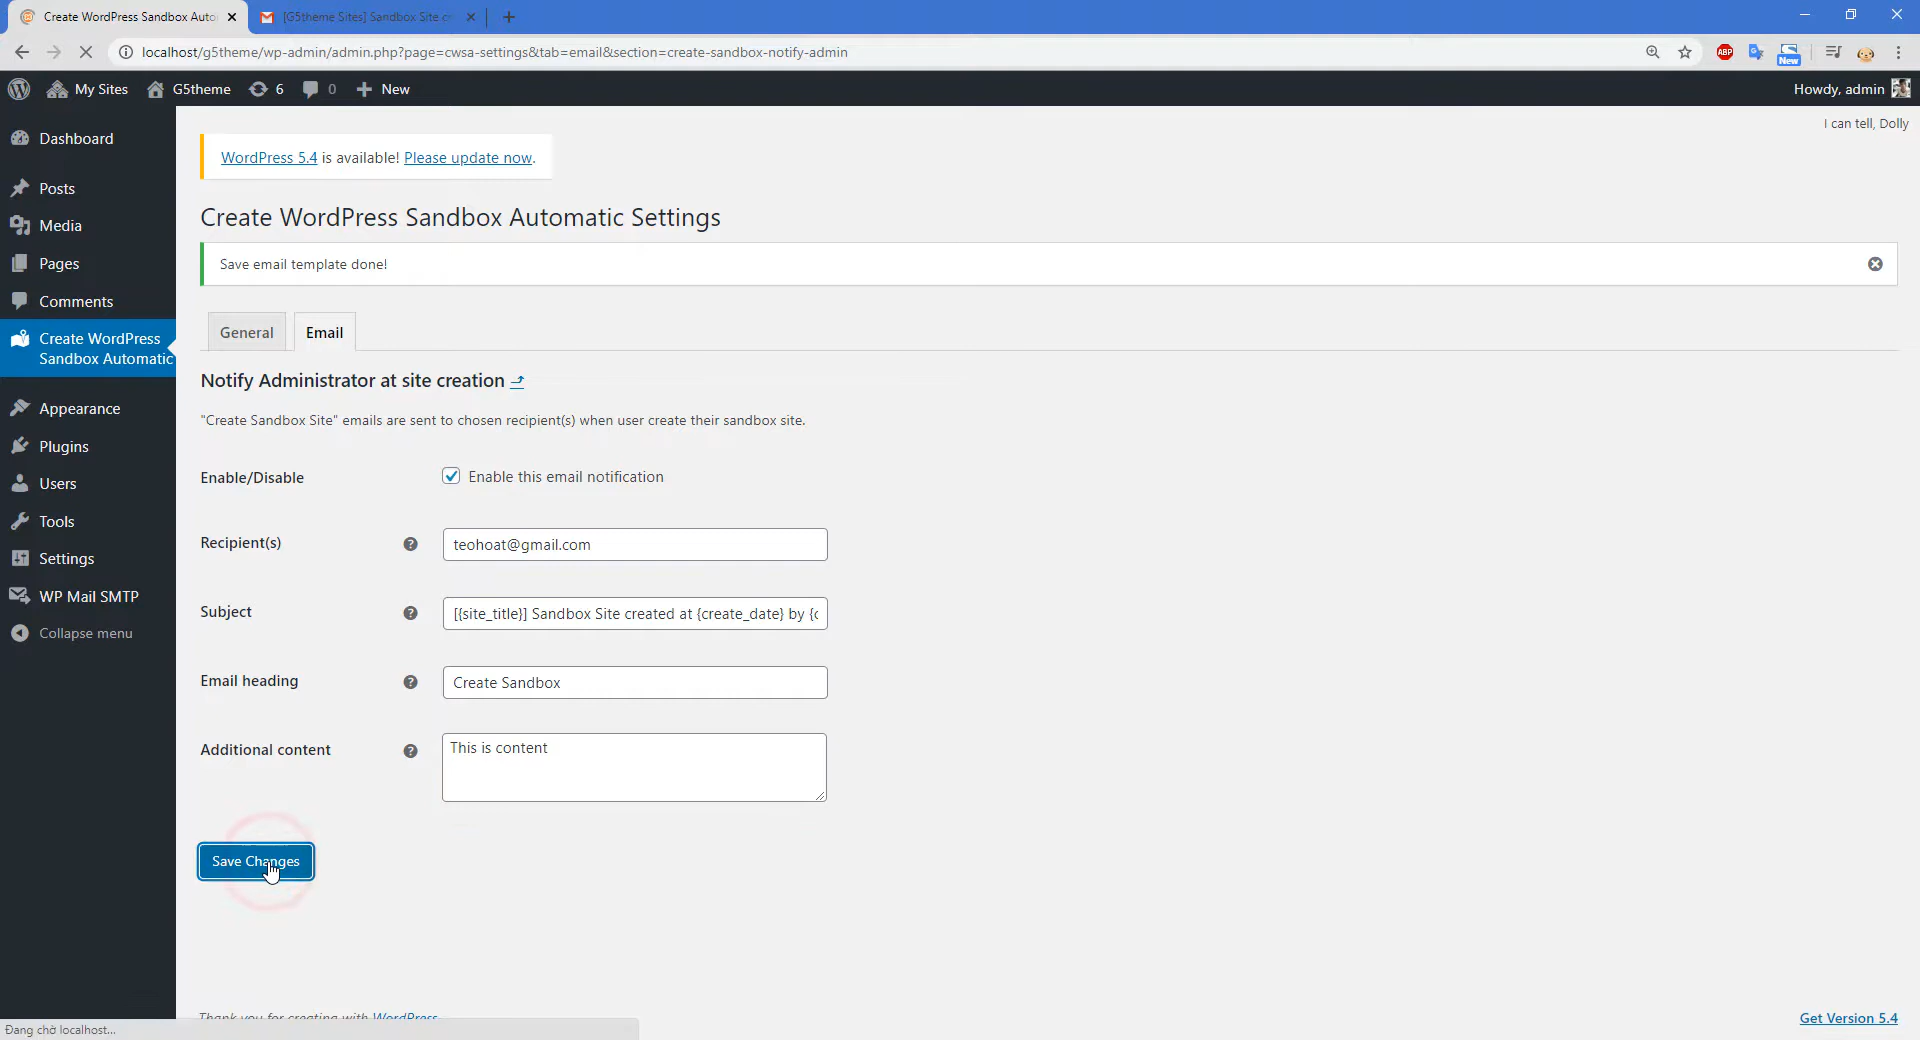 Create WordPress Sandbox Auto
[G5theme Sites] Sandbox Site c
localhost/g5theme/wp-admin/admin.php?page=cwsa-settings&tab=email&section=create-sandbox-notify-admin
ABP
New
My Sites
G5theme
6
0
New
Howdy, admin
I can tell, Dolly
Dashboard
Posts
Media
Pages
Comments
Create WordPress
Sandbox Automatic
Appearance
Plugins
Users
Tools
Settings
WP Mail SMTP
Collapse menu
WordPress 5.4 is available! Please update now.
Create WordPress Sandbox Automatic Settings
Save email template done!
General
Email
Notify Administrator at site creation
"Create Sandbox Site" emails are sent to chosen recipient(s) when user create their sandbox site.
Enable/Disable
Enable this email notification
Recipient(s)
teohoat@gmail.com
Subject
[{site_title}] Sandbox Site created at {create_date} by {c
Email heading
Create Sandbox
Additional content
This is content
Save Changes
Thank you for creating with WordPress.
Get Version 5.4
Đang chờ localhost...